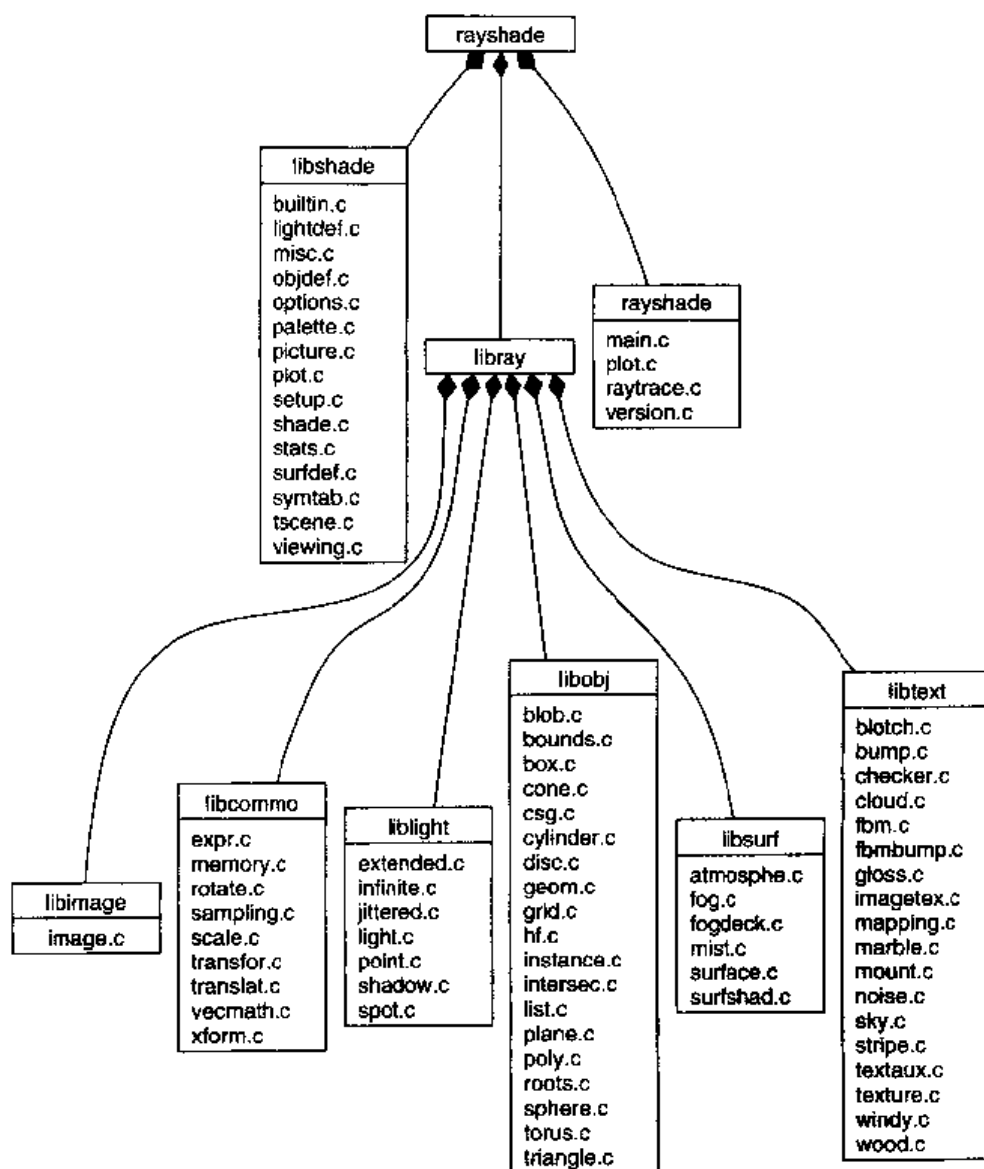 rayshade
libshade
builtin.c
lightdef.c
misc.c
objdef.c
options.c
palette.c
picture.c
plot.c
setup.c
shade.c
stats.c
surfdef.c
symtab.c
tscene.c
viewing.c
rayshade
main.c
plot.c
raytrace.c
version.c
libray
libimage
image.c
libcommo
expr.c
memory.c
rotate.c
sampling.c
scale.c
transfor.c
translat.c
vecmath.c
xform.c
liblight
extended.c
infinite.c
jittered.c
light.c
point.c
shadow.c
spot.c
libobj
blob.c
bounds.c
box.c
cone.c
csg.c
cylinder.c
disc.c
geom.c
grid.c
hf.c
instance.c
intersec.c
list.c
plane.c
poly.c
roots.c
sphere.c
torus.c
triangle.c
libsurf
atmosphe.c
fog.c
fogdeck.c
mist.c
surface.c
surfshad.c
libtext
blotch.c
bump.c
checker.c
cloud.c
fbm.c
fbmbump.c
gloss.c
imagetex.c
mapping.c
marble.c
mount.c
noise.c
sky.c
stripe.c
textaux.c
texture.c
windy.c
wood.c